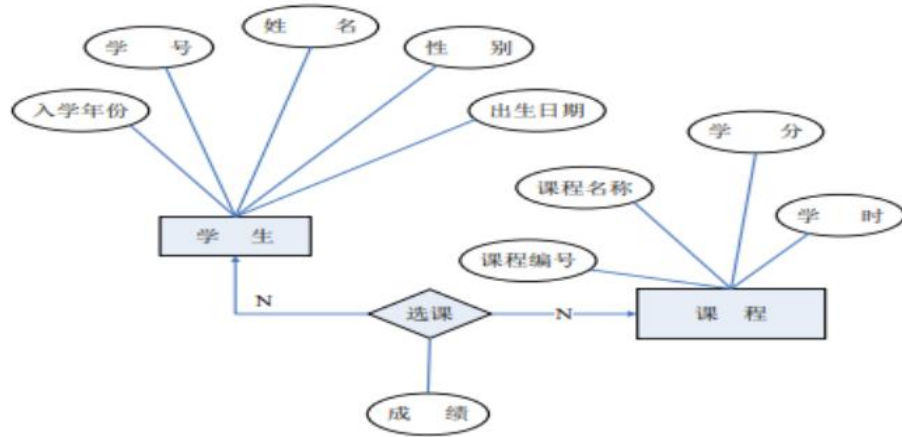 姓 名
学 号
性 别
入学年份
出生日期
学 分
课程名称
学 时
学 生
课程编号
N
选课
N
课 程
成 绩